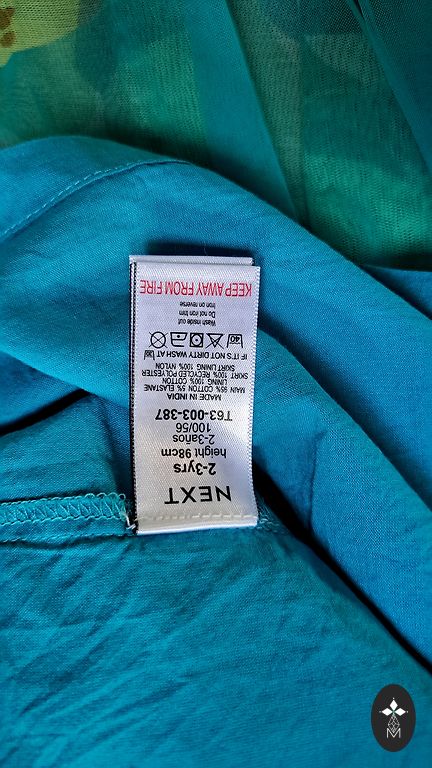 NEXT
2-3yrs
height 98cm
2-3años
100/56
T63-003-387
MADE IN INDIA
MAIN 95% COTTON 5% ELASTANE
LINING 100% COTTON
SKIRT RECYCLED POLYESTER
SKIRT LINING 100% NYLON
IF IT'S NOT DIRTY WASH AT
40
Wash inside out
Do not iron trim
Iron on reverse
KEEP AWAY FROM FIRE
M